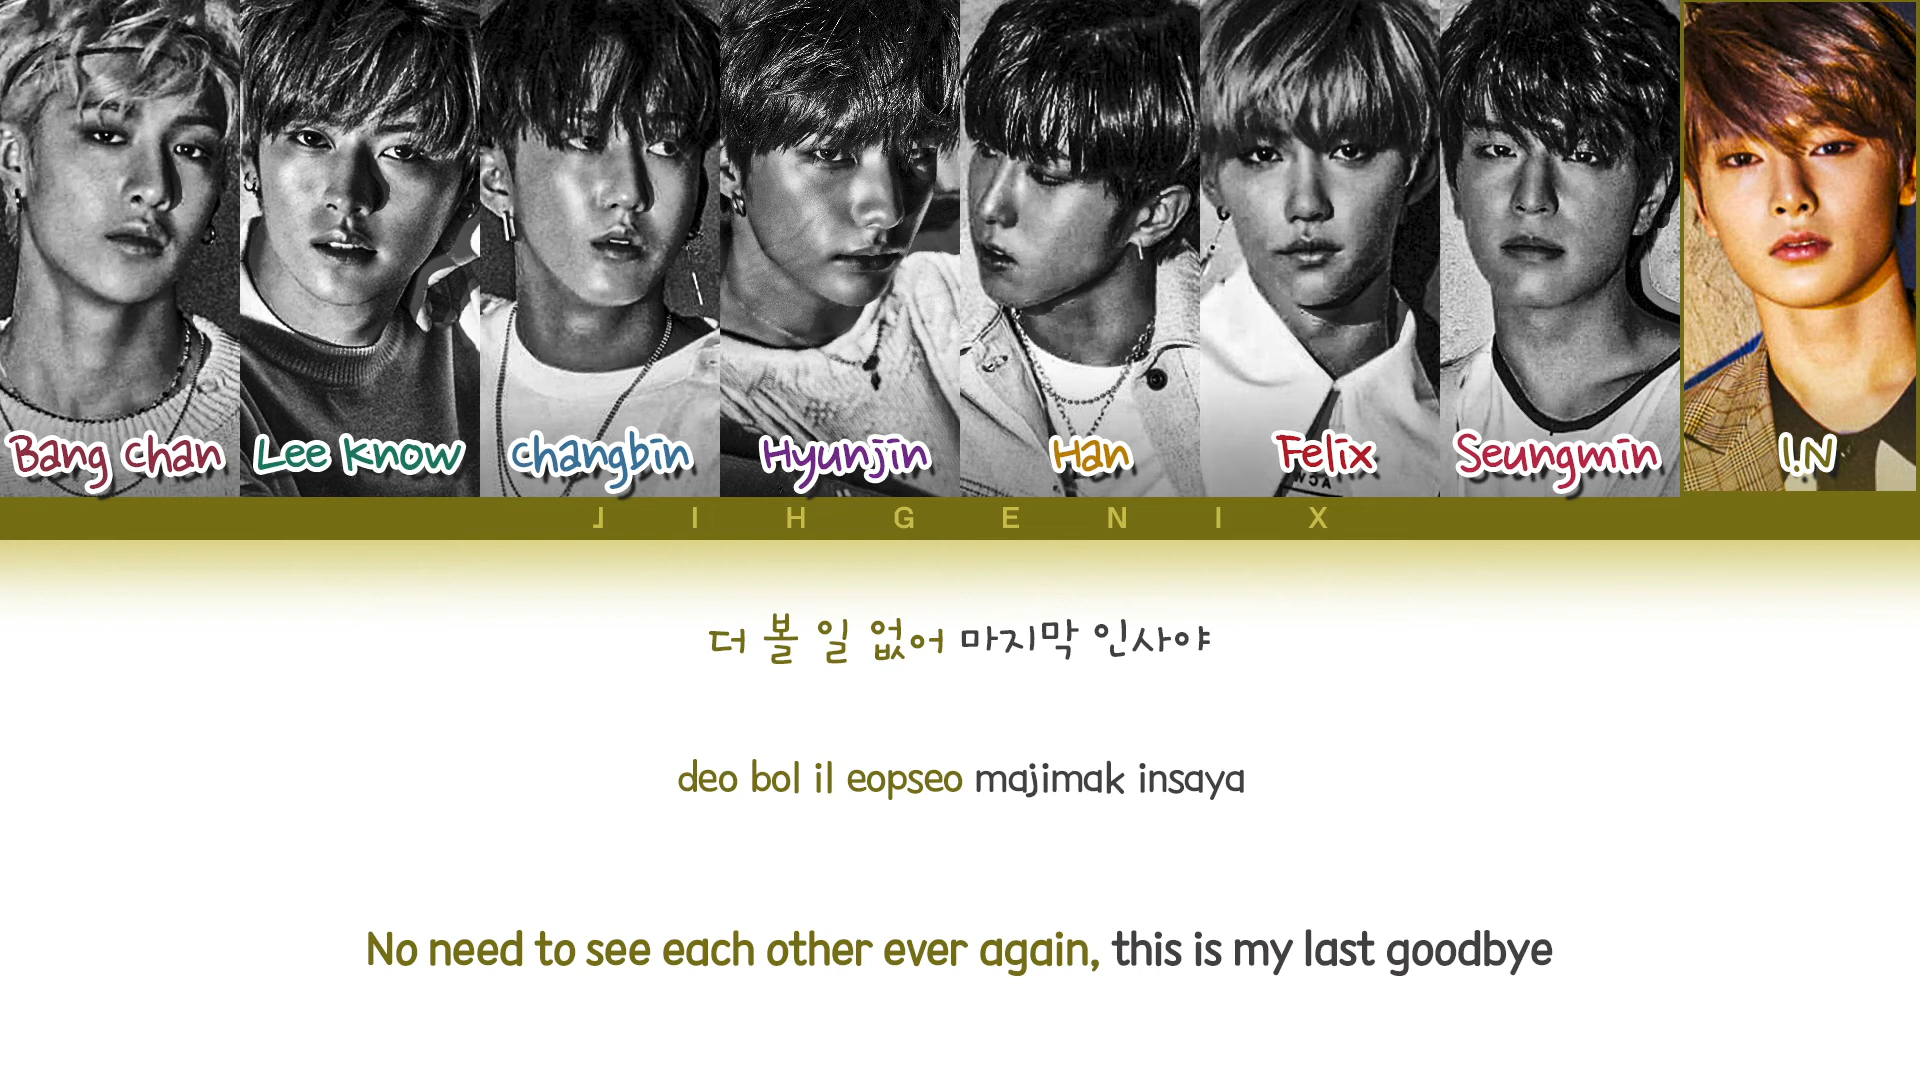 Bang Chan Lee Know Changbin Hyunjin Han Felix Seungmin I.N
J I H G E N I X
더 볼 일 없어 마지막 인사야
deo bol il eopseo majimak insaya
No need to see each other ever again, this is my last goodbye